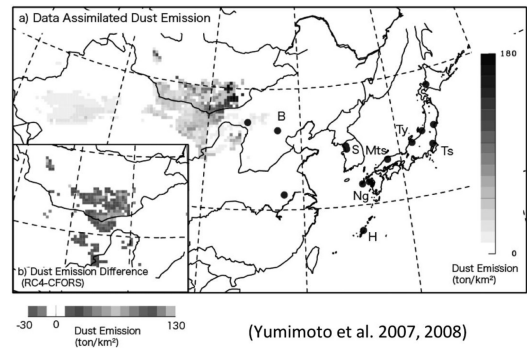 a) Data Assimilated Dust Emission
180
B
S
Mts
Ty
Ts
Ng
H
0
Dust Emission
(ton/km²)
b) Dust Emission Difference
(RC4-CFORS)
-30 0 130
Dust Emission
(ton/km²)
(Yumimoto et al. 2007, 2008)